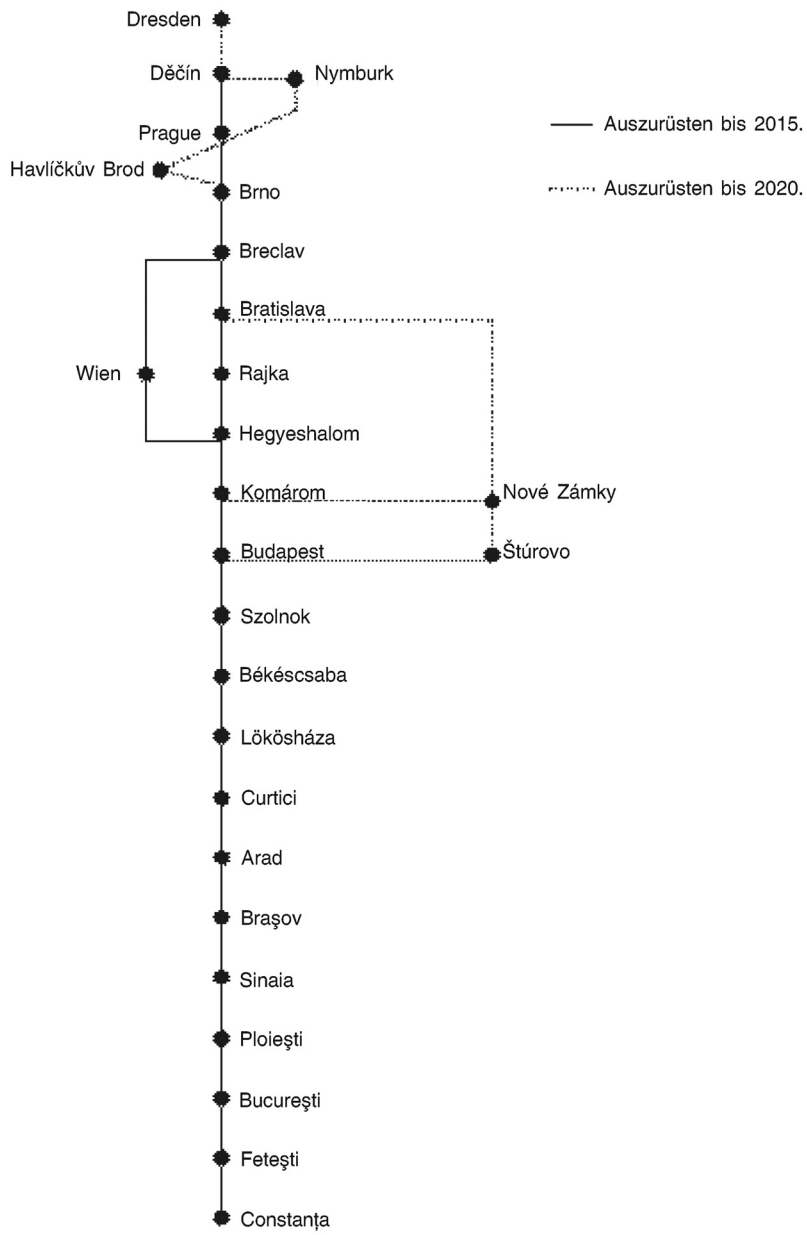 Dresden
Děčín
Nymburk
Auszurüsten bis 2015.
Prague
Havlíčkův Brod
Auszurüsten bis 2020.
Brno
Breclav
Bratislava
Wien
Rajka
Hegyeshalom
Komárom
Nové Zámky
Budapest
Štúrovo
Szolnok
Békéscsaba
Lökösháza
Curtici
Arad
Braşov
Sinaia
Ploieşti
Bucureşti
Feteşti
Constanţa